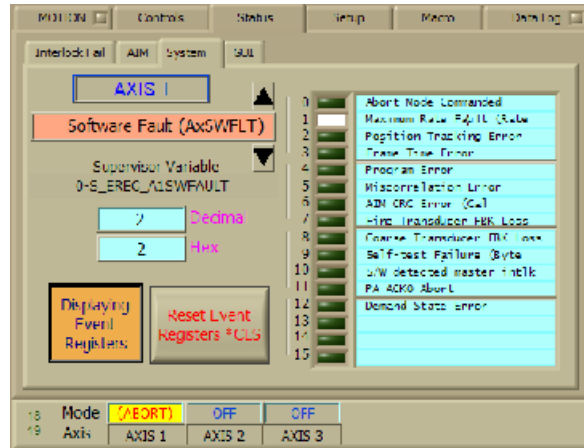 MOTION Controls Status Setup Macro Data Log
Interlock Fail AIM System GUI
AXIS 1
Software Fault (AxSWFLT)
Supervisor Variable
0-S_EREC_A1SWFAULT
2 Decima
2 Hex
Displaying
Event
Registers
Reset Event
Registers *CLS
0 Abort Mode Commanded
1 Maximum Rate Fault (Rate
2 Position Tracking Error
3 Frame Time Error
4 Program Error
5 Miscorrelation Error
6 AIM CRC Error (Cal
7 Fine Transducer FBK Loss
8 Coarse Transducer FBK Loss
9 Self-test Failure (Byte
10 S/W detected master intlk
11 PA ACKO Abort
12 Demand State Error
13
14
15
18 Mode (ABORT) OFF OFF
19 Axis AXIS 1 AXIS 2 AXIS 3